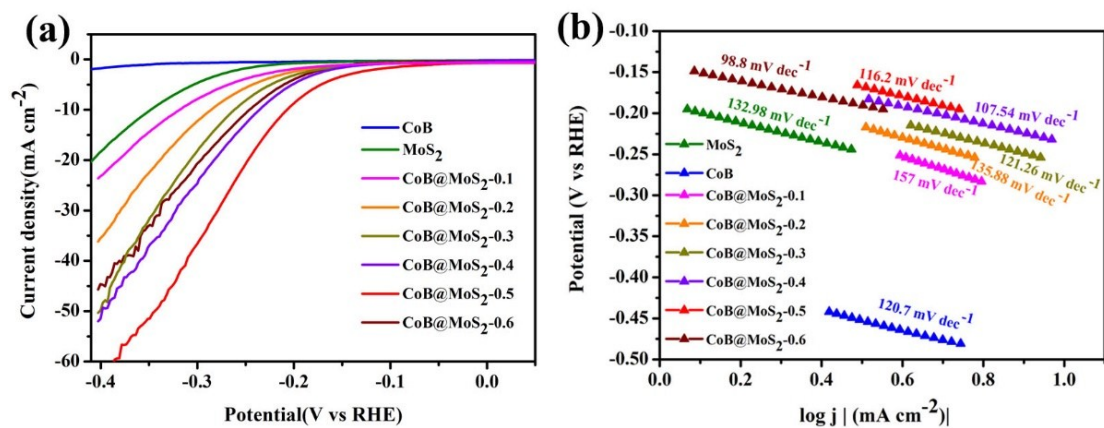 (a)
0
-10
-20
-30
-40
-50
-60
Current density(mA cm⁻²)
-0.4
-0.3
-0.2
-0.1
0.0
Potential(V vs RHE)
CoB
MoS₂
CoB@MoS₂-0.1
CoB@MoS₂-0.2
CoB@MoS₂-0.3
CoB@MoS₂-0.4
CoB@MoS₂-0.5
CoB@MoS₂-0.6
(b)
-0.10
-0.15
-0.20
-0.25
-0.30
-0.35
-0.40
-0.45
-0.50
Potential (V vs RHE)
0.0
0.2
0.4
0.6
0.8
1.0
log j | (mA cm⁻²)|
98.8 mV dec⁻¹
116.2 mV dec⁻¹
107.54 mV dec⁻¹
132.98 mV dec⁻¹
121.26 mV dec⁻¹
135.88 mV dec⁻¹
157 mV dec⁻¹
120.7 mV dec⁻¹
MoS₂
CoB
CoB@MoS₂-0.1
CoB@MoS₂-0.2
CoB@MoS₂-0.3
CoB@MoS₂-0.4
CoB@MoS₂-0.5
CoB@MoS₂-0.6